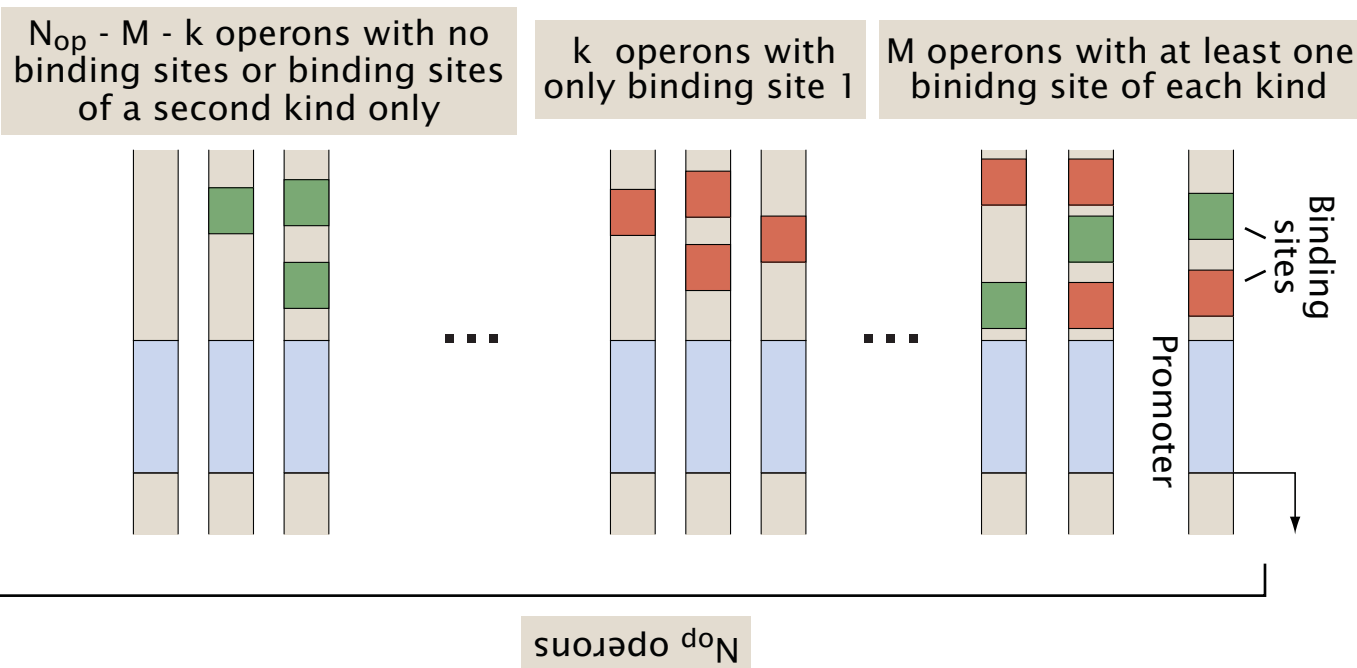 N_op - M - k operons with no
binding sites or binding sites
of a second kind only
k operons with
only binding site 1
M operons with at least one
binidng site of each kind
Binding
sites
Promoter
N_op operons